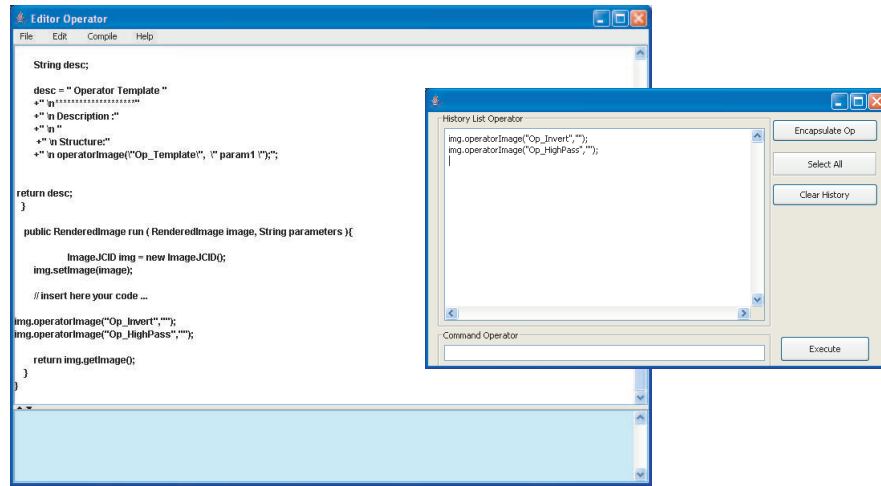 Editor Operator
File Edit Compile Help
String desc;
desc = " Operator Template "
+" \n********************"
+" \n Description :"
+" \n "
+" \n Structure:"
+" \n operatorImage(\"Op_Template\", \" param1 \");";
return desc;
}
public RenderedImage run ( RenderedImage image, String parameters ){
ImageJCID img = new ImageJCID();
img.setImage(image);
// insert here your code ...
img.operatorImage("Op_Invert","");
img.operatorImage("Op_HighPass","");
return img.getImage();
}
}
History List Operator
img.operatorImage("Op_Invert","");
img.operatorImage("Op_HighPass","");
Encapsulate Op
Select All
Clear History
Command Operator
Execute